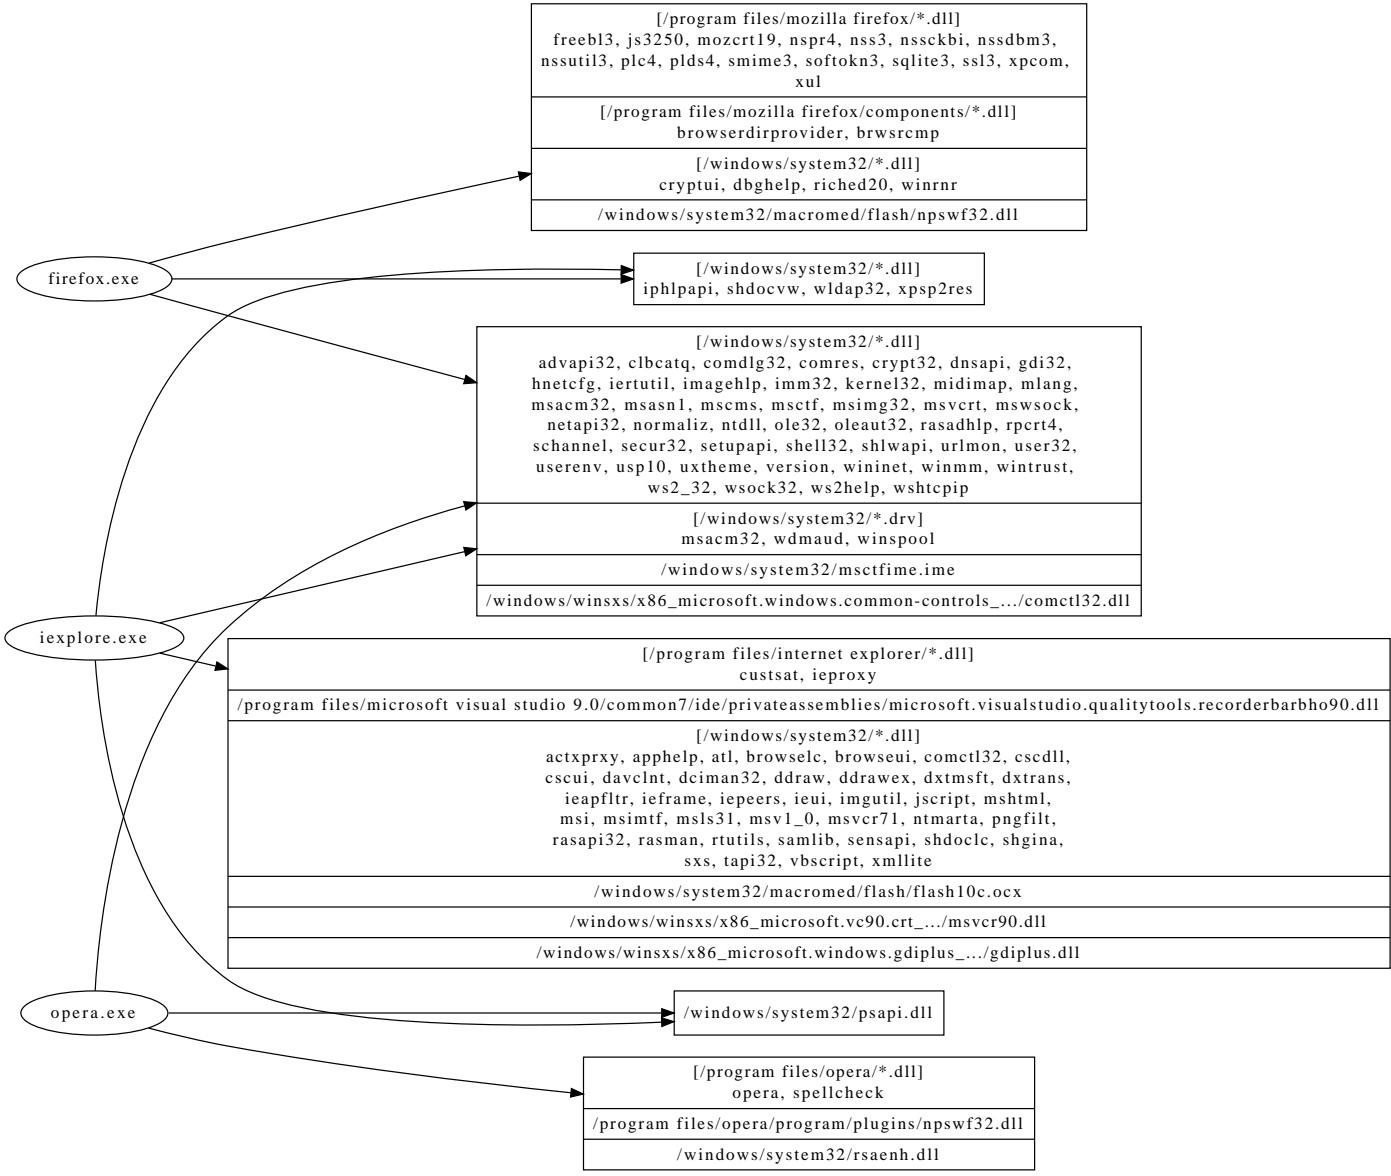 [/program files/mozilla firefox/*.dll]
freebl3, js3250, mozcrt19, nspr4, nss3, nssckbi, nssdbm3,
nssutil3, plc4, plds4, smime3, softokn3, sqlite3, ssl3, xpcom,
xul
[/program files/mozilla firefox/components/*.dll]
browserdirprovider, brwsrcmp
[/windows/system32/*.dll]
cryptui, dbghelp, riched20, winrnr
/windows/system32/macromed/flash/npswf32.dll
firefox.exe
[/windows/system32/*.dll]
iphlpapi, shdocvw, wldap32, xpsp2res
[/windows/system32/*.dll]
advapi32, clbcatq, comdlg32, comres, crypt32, dnsapi, gdi32,
hnetcfg, iertutil, imagehlp, imm32, kernel32, midimap, mlang,
msacm32, msasn1, mscms, msctf, msimg32, msvcrt, mswsock,
netapi32, normaliz, ntdll, ole32, oleaut32, rasadhlp, rpcrt4,
schannel, secur32, setupapi, shell32, shlwapi, urlmon, user32,
userenv, usp10, uxtheme, version, wininet, winmm, wintrust,
ws2_32, wsock32, ws2help, wshtcpip
[/windows/system32/*.drv]
msacm32, wdmaud, winspool
/windows/system32/msctfime.ime
/windows/winsxs/x86_microsoft.windows.common-controls_.../comctl32.dll
iexplore.exe
[/program files/internet explorer/*.dll]
custsat, ieproxy
/program files/microsoft visual studio 9.0/common7/ide/privateassemblies/microsoft.visualstudio.qualitytools.recorderbarbho90.dll
[/windows/system32/*.dll]
actxprxy, apphelp, atl, browselc, browseui, comctl32, cscdll,
cscui, davclnt, dciman32, ddraw, ddrawex, dxtmsft, dxtrans,
ieapfltr, ieframe, iepeers, ieui, imgutil, jscript, mshtml,
msi, msimtf, msls31, msv1_0, msvcr71, ntmarta, pngfilt,
rasapi32, rasman, rtutils, samlib, sensapi, shdoclc, shgina,
sxs, tapi32, vbscript, xmllite
/windows/system32/macromed/flash/flash10c.ocx
/windows/winsxs/x86_microsoft.vc90.crt_.../msvcr90.dll
/windows/winsxs/x86_microsoft.windows.gdiplus_.../gdiplus.dll
opera.exe
/windows/system32/psapi.dll
[/program files/opera/*.dll]
opera, spellcheck
/program files/opera/program/plugins/npswf32.dll
/windows/system32/rsaenh.dll